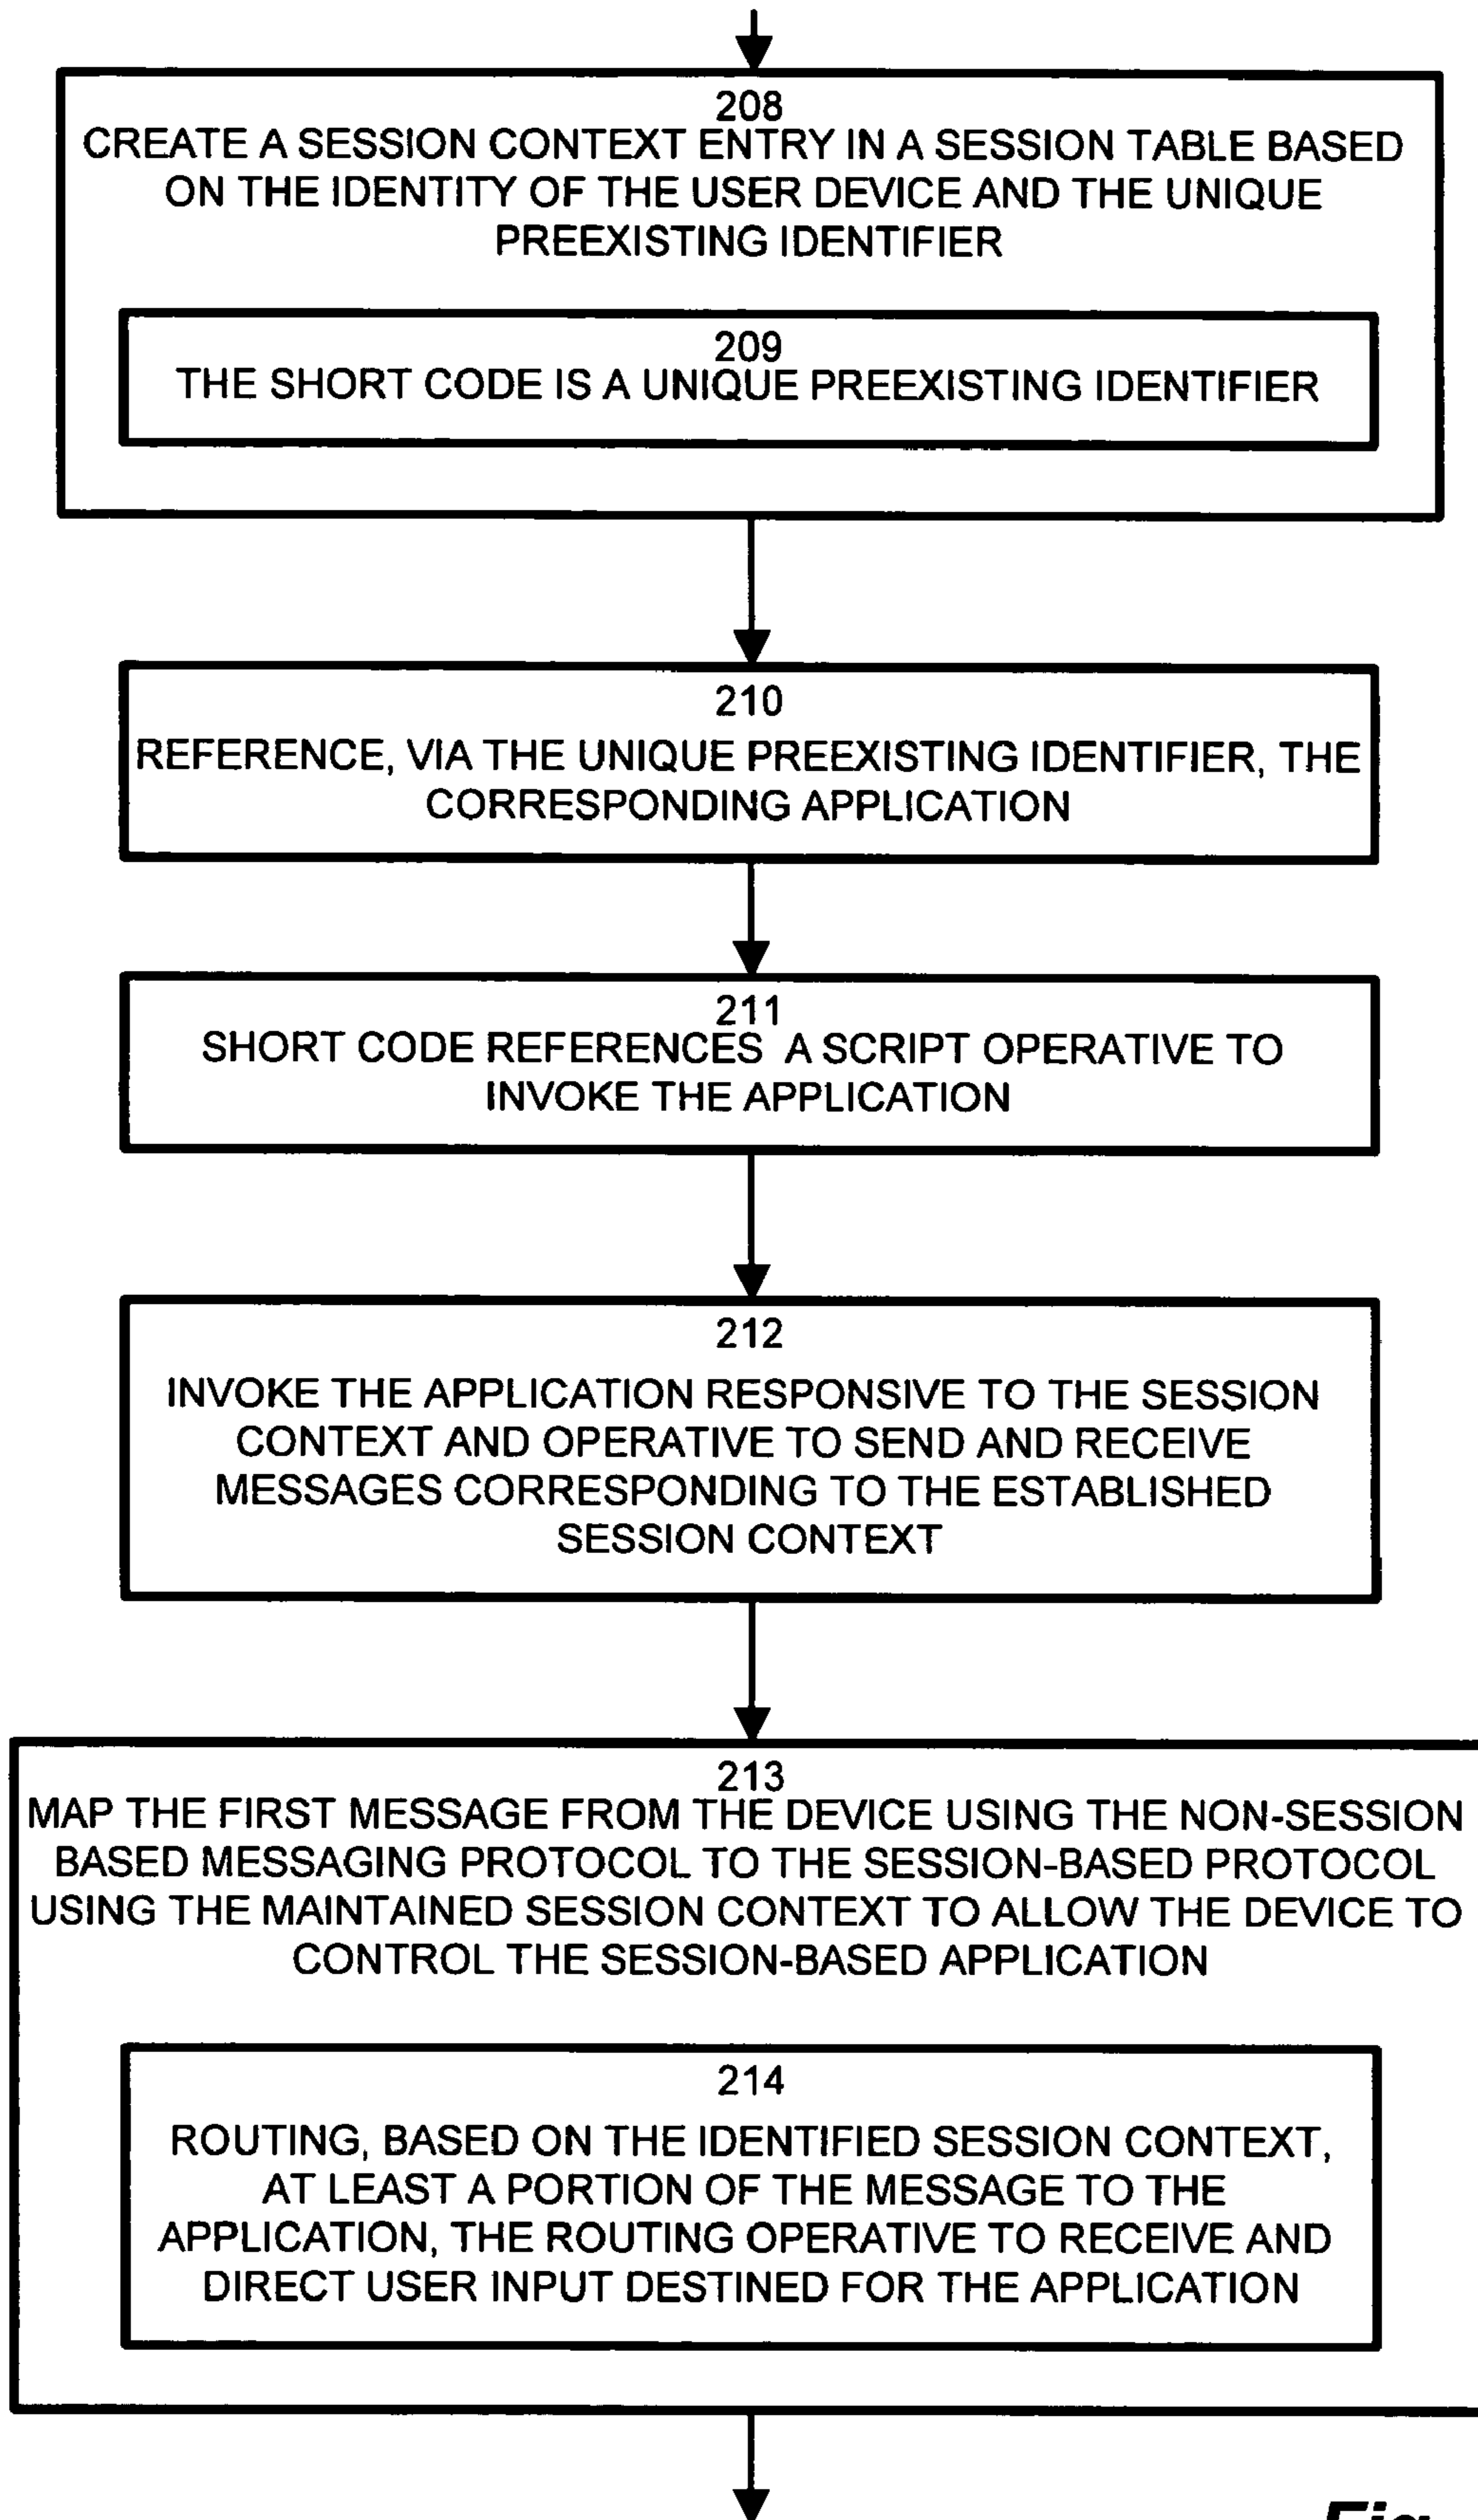 208
CREATE A SESSION CONTEXT ENTRY IN A SESSION TABLE BASED
ON THE IDENTITY OF THE USER DEVICE AND THE UNIQUE
PREEXISTING IDENTIFIER
209
THE SHORT CODE IS A UNIQUE PREEXISTING IDENTIFIER
210
REFERENCE, VIA THE UNIQUE PREEXISTING IDENTIFIER, THE
CORRESPONDING APPLICATION
211
SHORT CODE REFERENCES A SCRIPT OPERATIVE TO
INVOKE THE APPLICATION
212
INVOKE THE APPLICATION RESPONSIVE TO THE SESSION
CONTEXT AND OPERATIVE TO SEND AND RECEIVE
MESSAGES CORRESPONDING TO THE ESTABLISHED
SESSION CONTEXT
213
MAP THE FIRST MESSAGE FROM THE DEVICE USING THE NON-SESSION
BASED MESSAGING PROTOCOL TO THE SESSION-BASED PROTOCOL
USING THE MAINTAINED SESSION CONTEXT TO ALLOW THE DEVICE TO
CONTROL THE SESSION-BASED APPLICATION
214
ROUTING, BASED ON THE IDENTIFIED SESSION CONTEXT,
AT LEAST A PORTION OF THE MESSAGE TO THE
APPLICATION, THE ROUTING OPERATIVE TO RECEIVE AND
DIRECT USER INPUT DESTINED FOR THE APPLICATION